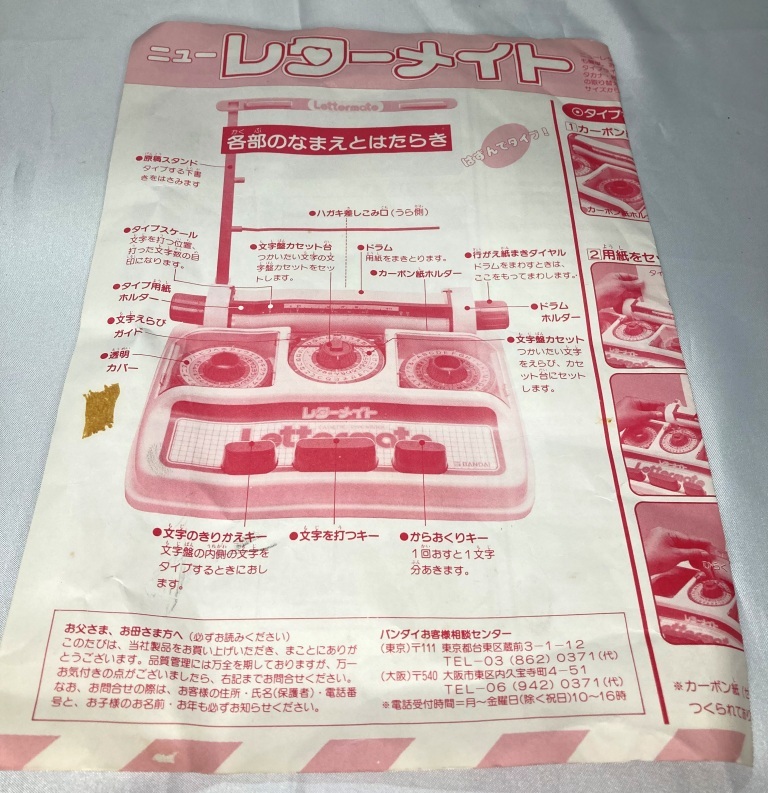 ニューレターメイト
Lettermate
各部のなまえとはたらき
はずんでタイプ!
●原稿スタンド
タイプする下書
きをはさみます
●ハガキ差しこみ口(うら側)
●タイプスケール
文字を打つ位置、
打った文字数の目
印になります。
●文字盤カセット台
つかいたい文字の文
字盤カセットをセッ
トします。
●ドラム
用紙をまきとります。
●カーボン紙ホルダー
●行がえ紙まきダイヤル
ドラムをまわすときは、
ここをもってまわします。
●タイプ用紙
ホルダー
●文字えらび
ガイド
●透明
カバー
●ドラム
ホルダー
●文字盤カセット
つかいたい文字
をえらび、カセ
ット台にセット
します。
レターメイト
Lettermate
BANDAI
●文字のきりかえキー
文字盤の内側の文字を
タイプするときにおし
ます。
●文字を打つキー
●からおくりキー
1回おすと1文字
分あきます。
お父さま、お母さま方へ(必ずお読みください)
このたびは、当社製品をお買い上げいただき、まことにありが
とうございます。品質管理には万全を期しておりますが、万一
お気付きの点がございましたら、右記までお問合せください。
なお、お問合せの際は、お客様の住所・氏名(保護者)・電話番
号と、お子様のお名前・お年も必ずお知らせください。
バンダイお客様相談センター
(東京)〒111 東京都台東区蔵前3-1-12
TEL-03(862)0371(代)
(大阪)〒540 大阪市東区内久宝寺町4-51
TEL-06(942)0371(代)
※電話受付時間=月〜金曜日(除く祝日)10〜16時
◎タイプ
1 カーボン
カーボン紙ホル
2 用紙をセ
Lettermate
※カーボン紙
つくられてお